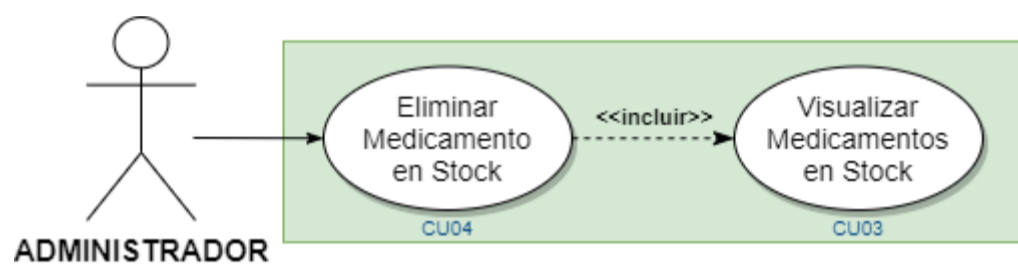 Eliminar
Medicamento
en Stock
CU04
<<incluir>>
Visualizar
Medicamentos
en Stock
CU03
ADMINISTRADOR